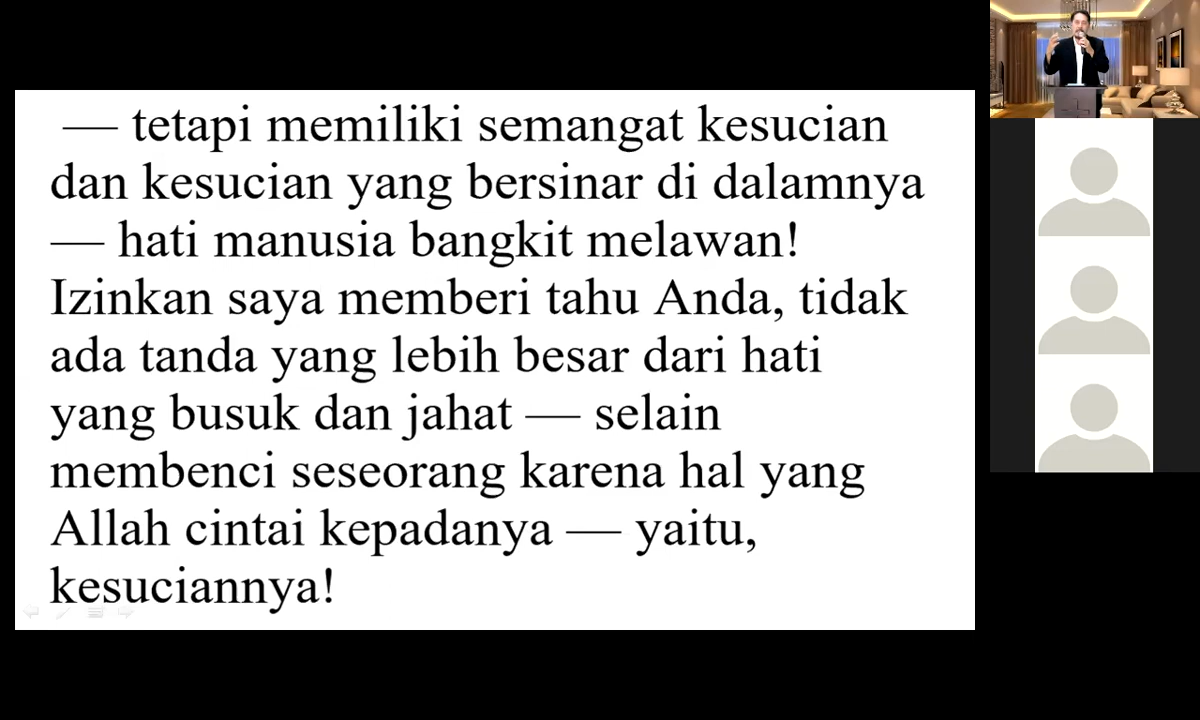 — tetapi memiliki semangat kesucian
dan kesucian yang bersinar di dalamnya
— hati manusia bangkit melawan!
Izinkan saya memberi tahu Anda, tidak
ada tanda yang lebih besar dari hati
yang busuk dan jahat — selain
membenci seseorang karena hal yang
Allah cintai kepadanya — yaitu,
kesuciannya!